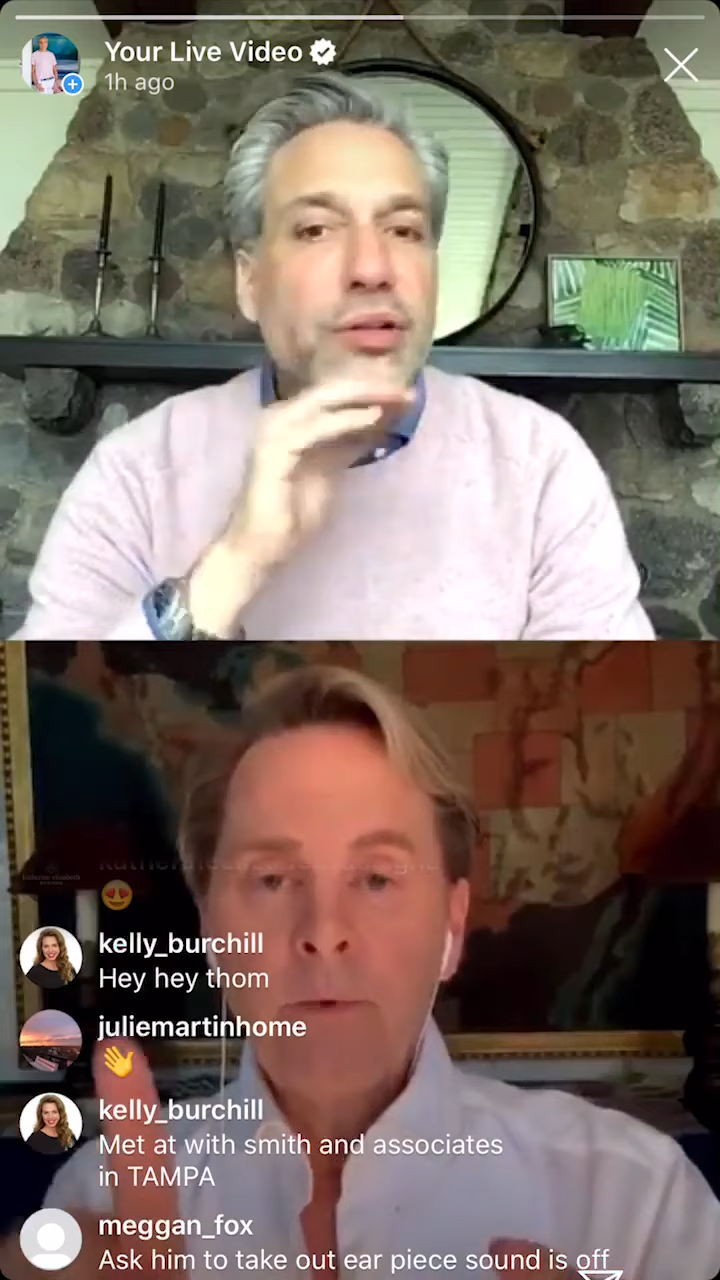 Your Live Video
1h ago
kelly_burchill
Hey hey thom
juliemartinhome
👋
kelly_burchill
Met at with smith and associates
in TAMPA
meggan_fox
Ask him to take out ear piece sound is off